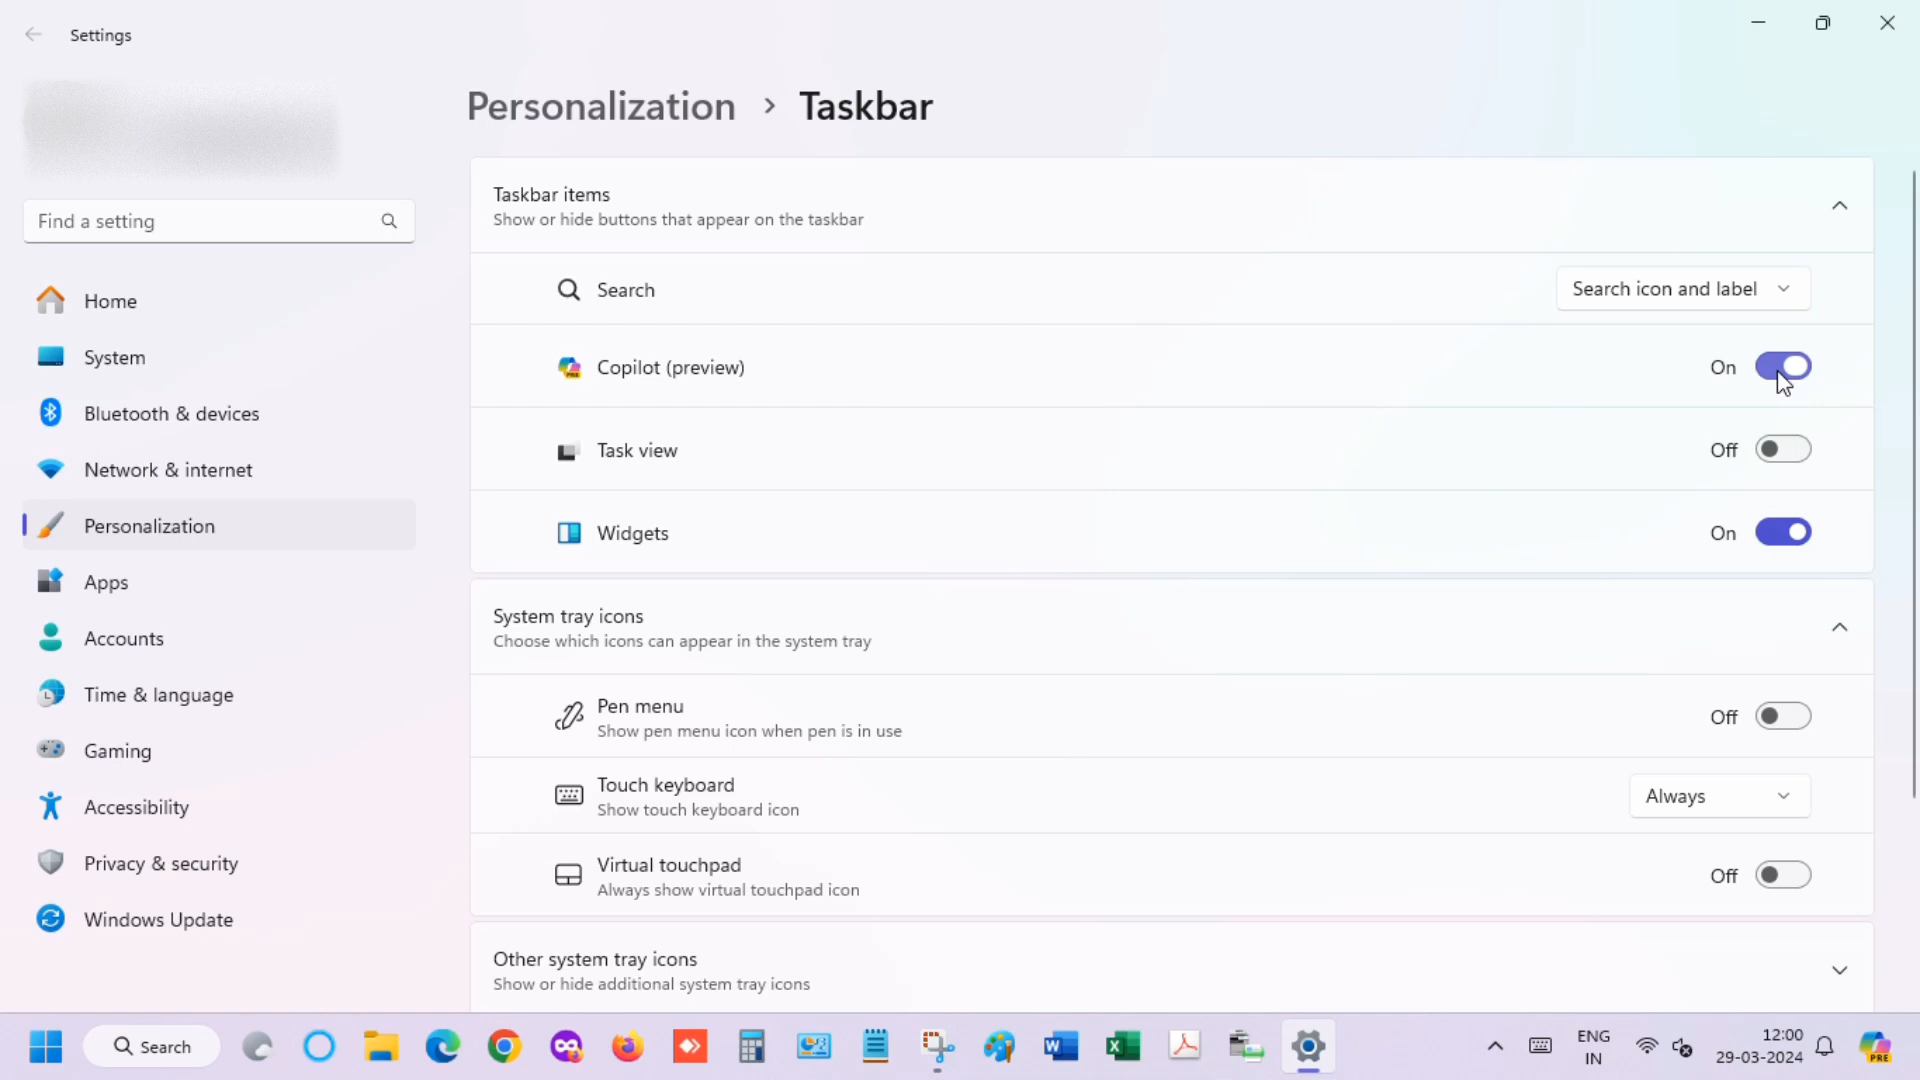 Settings
Personalization > Taskbar
Find a setting
Home
System
Bluetooth & devices
Network & internet
Personalization
Apps
Accounts
Time & language
Gaming
Accessibility
Privacy & security
Windows Update
Taskbar items
Show or hide buttons that appear on the taskbar
Search Search icon and label
Copilot (preview) On
Task view Off
Widgets On
System tray icons
Choose which icons can appear in the system tray
Pen menu
Show pen menu icon when pen is in use
Off
Touch keyboard
Show touch keyboard icon
Always
Virtual touchpad
Always show virtual touchpad icon
Off
Other system tray icons
Show or hide additional system tray icons
Search
ENG
IN
12:00
29-03-2024
PRE